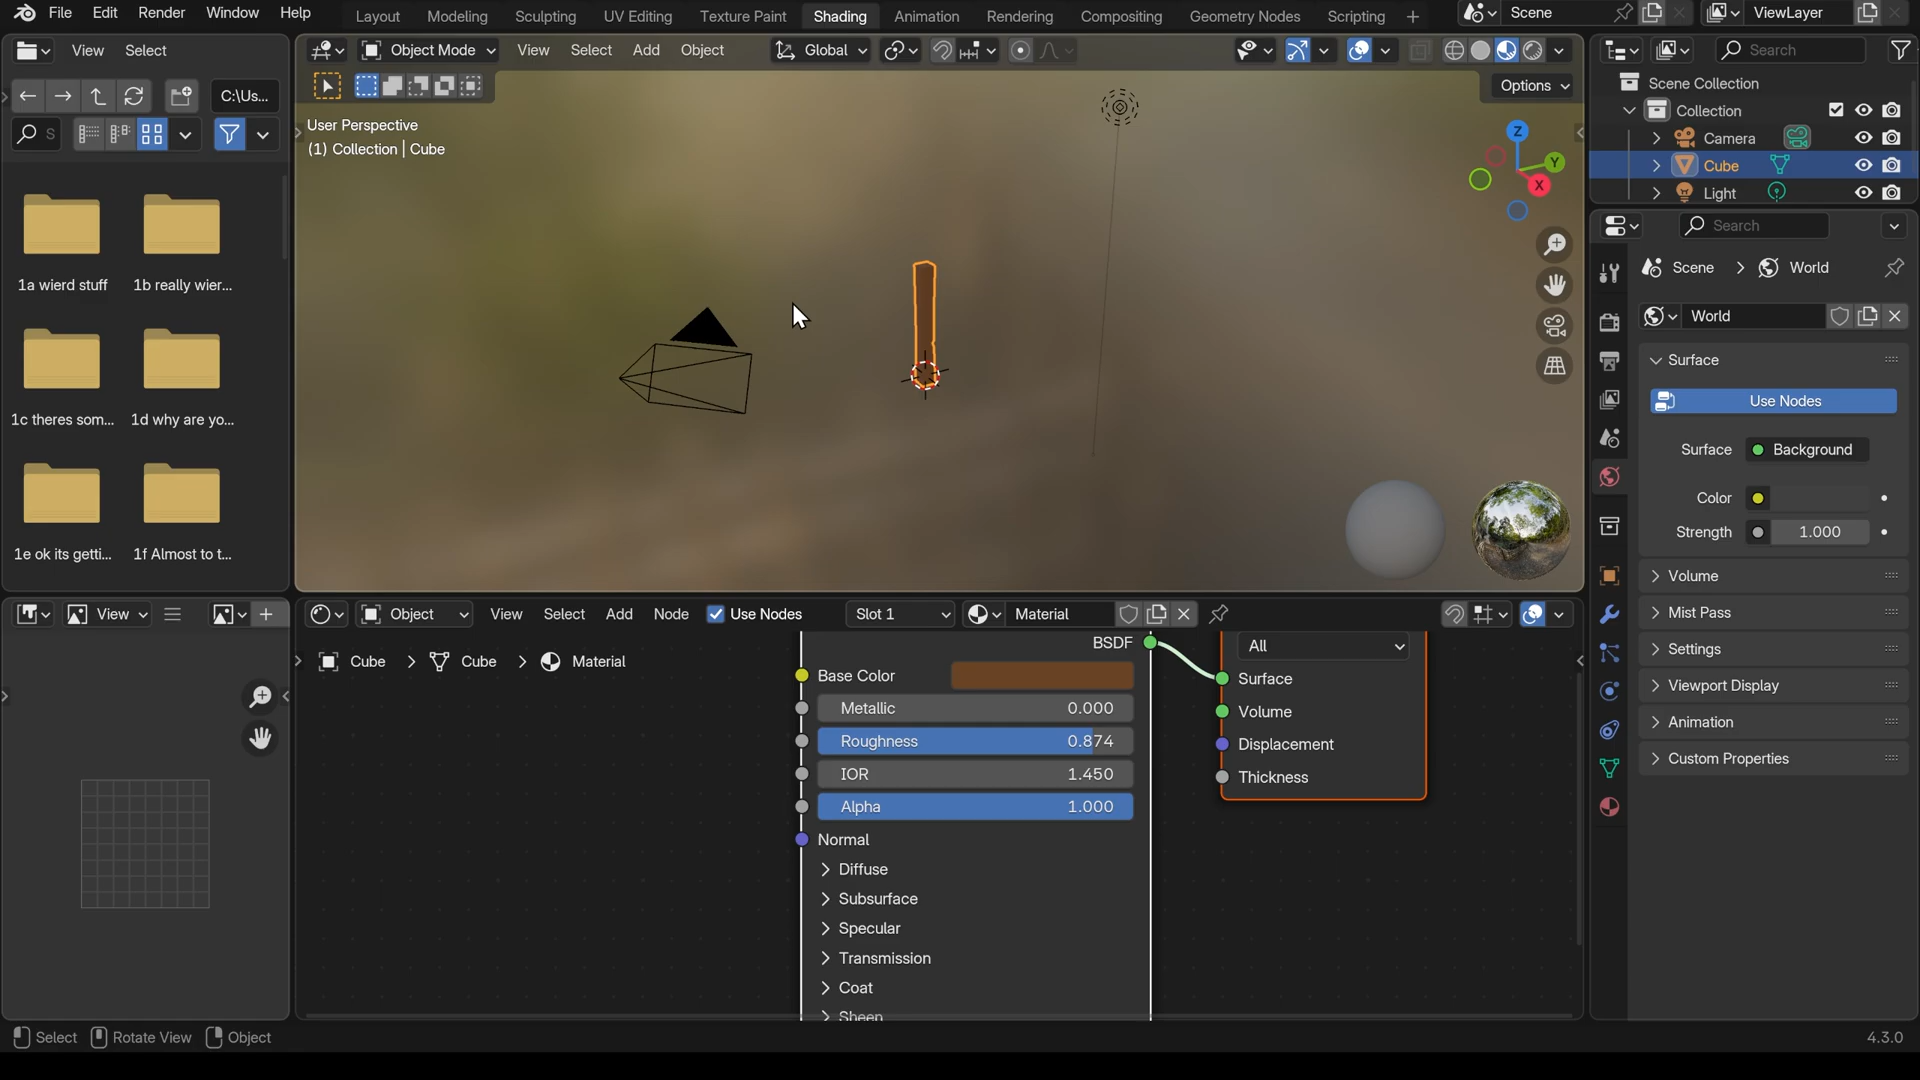 File Edit Render Window Help Layout Modeling Sculpting UV Editing Texture Paint Shading Animation Rendering Compositing Geometry Nodes Scripting + Scene ViewLayer
View Select
Object Mode View Select Add Object Global
Search
C:\Us...
Options
S
User Perspective
(1) Collection | Cube
Z
Y
X
Scene Collection
Collection
Camera
Cube
Light
Search
Scene > World
World
Surface
Use Nodes
Surface Background
Color
Strength 1.000
Volume
Mist Pass
Settings
Viewport Display
Animation
Custom Properties
1a wierd stuff 1b really wier...
1c theres som... 1d why are yo...
1e ok its getti... 1f Almost to t...
View
Object View Select Add Node Use Nodes Slot 1 Material
Cube > Cube > Material
BSDF
Base Color
Metallic 0.000
Roughness 0.874
IOR 1.450
Alpha 1.000
Normal
Diffuse
Subsurface
Specular
Transmission
Coat
Sheen
All
Surface
Volume
Displacement
Thickness
Select Rotate View Object 4.3.0